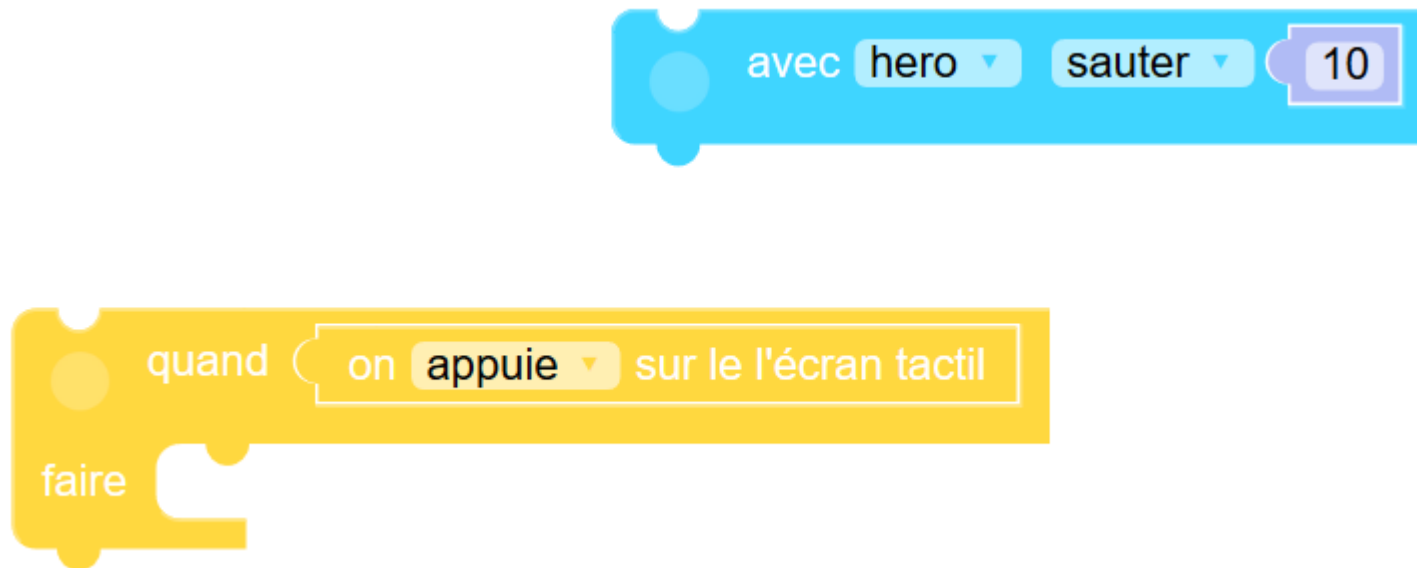 avec hero sauter 10
quand on appuie sur le l'écran tactil
faire